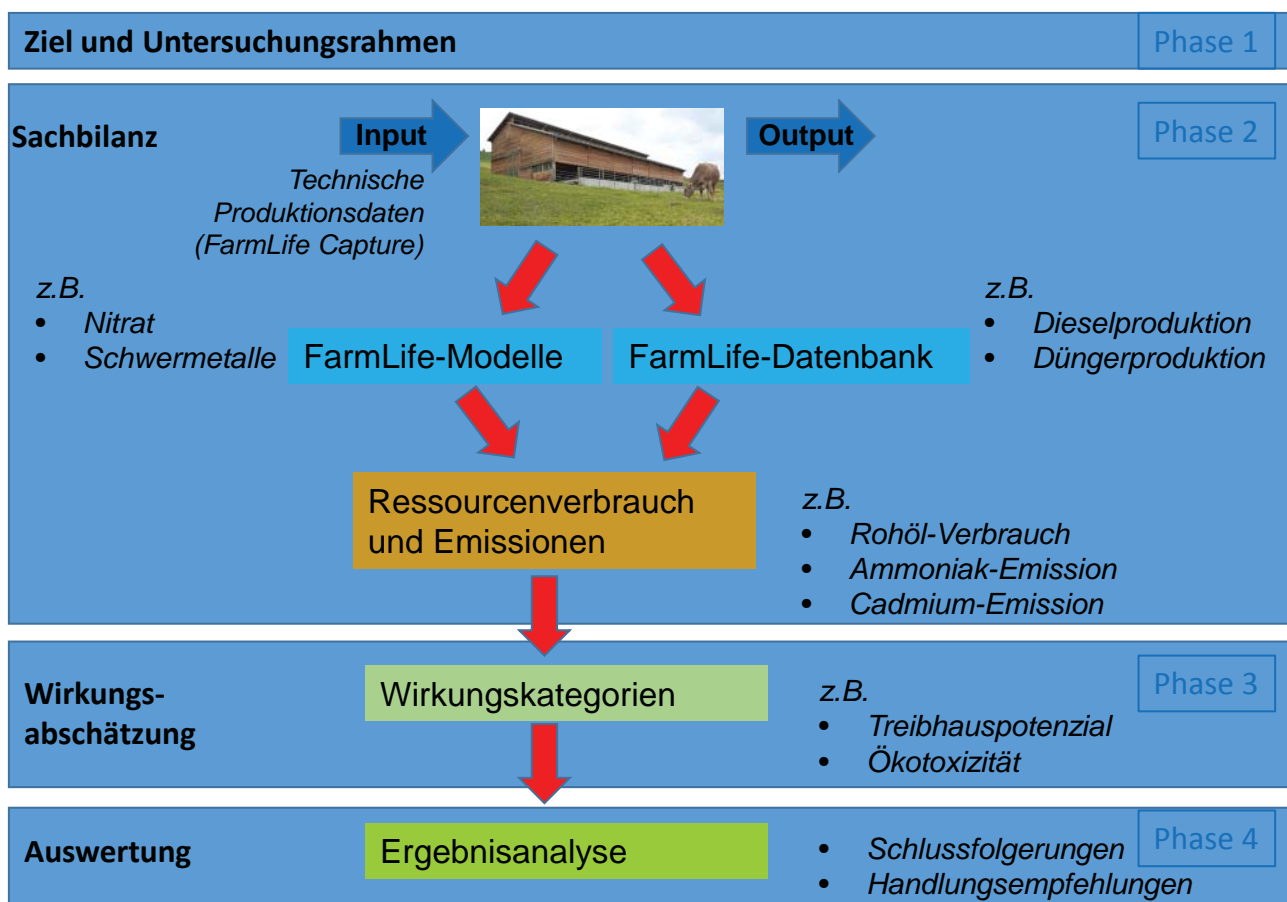 Ziel und Untersuchungsrahmen
Phase 1
Sachbilanz
Input
Output
Phase 2
Technische
Produktionsdaten
(FarmLife Capture)
z.B.
• Nitrat
• Schwermetalle
FarmLife-Modelle
FarmLife-Datenbank
z.B.
• Dieselproduktion
• Düngerproduktion
Ressourcenverbrauch
und Emissionen
z.B.
• Rohöl-Verbrauch
• Ammoniak-Emission
• Cadmium-Emission
Wirkungs-
abschätzung
Wirkungskategorien
z.B.
• Treibhauspotenzial
• Ökotoxizität
Phase 3
Auswertung
Ergebnisanalyse
• Schlussfolgerungen
• Handlungsempfehlungen
Phase 4